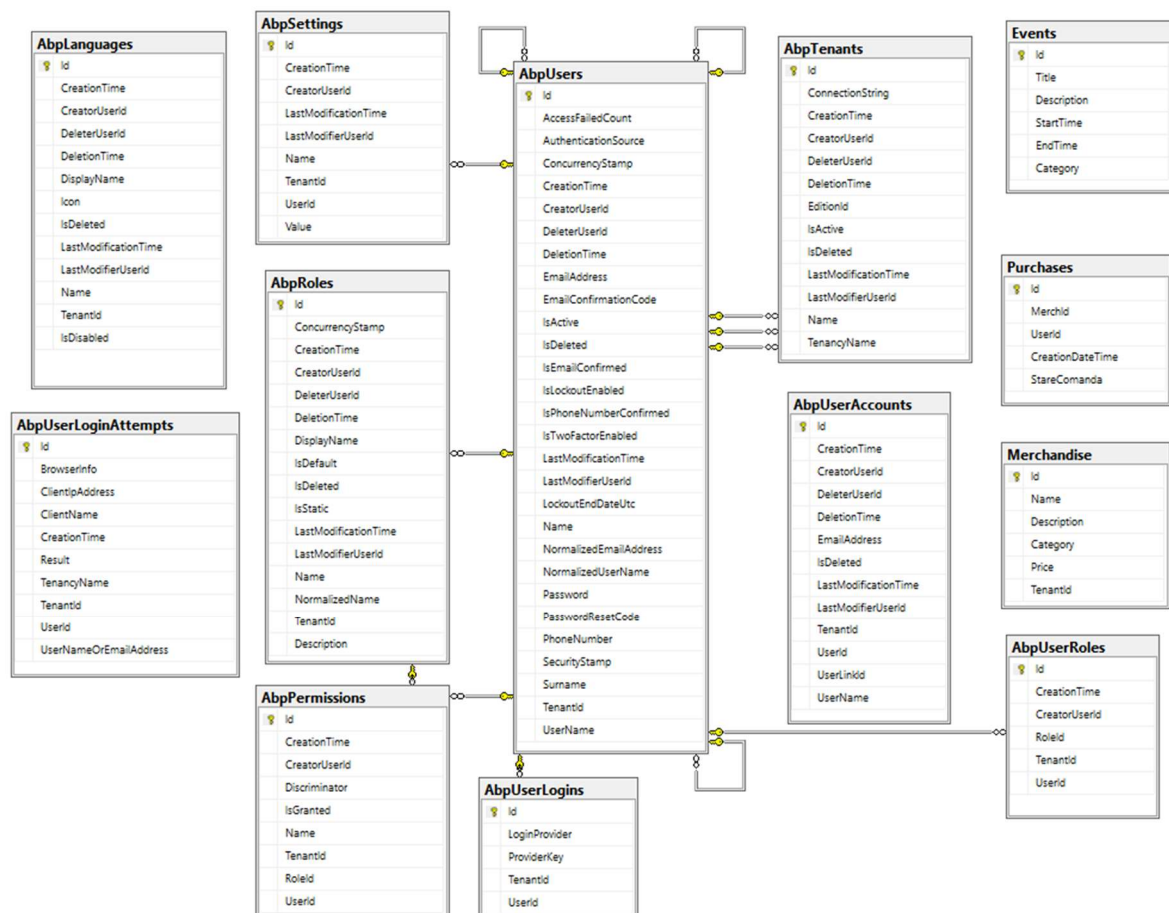 AbpLanguages
Id
CreationTime
CreatorUserId
DeleterUserId
DeletionTime
DisplayName
Icon
IsDeleted
LastModificationTime
LastModifierUserId
Name
TenantId
IsDisabled
AbpUserLoginAttempts
Id
BrowserInfo
ClientIpAddress
ClientName
CreationTime
Result
TenancyName
TenantId
UserId
UserNameOrEmailAddress
AbpSettings
Id
CreationTime
CreatorUserId
LastModificationTime
LastModifierUserId
Name
TenantId
UserId
Value
AbpRoles
Id
ConcurrencyStamp
CreationTime
CreatorUserId
DeleterUserId
DeletionTime
DisplayName
IsDefault
IsDeleted
IsStatic
LastModificationTime
LastModifierUserId
Name
NormalizedName
TenantId
Description
AbpPermissions
Id
CreationTime
CreatorUserId
Discriminator
IsGranted
Name
TenantId
RoleId
UserId
AbpUsers
Id
AccessFailedCount
AuthenticationSource
ConcurrencyStamp
CreationTime
CreatorUserId
DeleterUserId
DeletionTime
EmailAddress
EmailConfirmationCode
IsActive
IsDeleted
IsEmailConfirmed
IsLockoutEnabled
IsPhoneNumberConfirmed
IsTwoFactorEnabled
LastModificationTime
LastModifierUserId
LockoutEndDateUtc
Name
NormalizedEmailAddress
NormalizedUserName
Password
PasswordResetCode
PhoneNumber
SecurityStamp
Surname
TenantId
UserName
AbpUserLogins
Id
LoginProvider
ProviderKey
TenantId
UserId
AbpTenants
Id
ConnectionString
CreationTime
CreatorUserId
DeleterUserId
DeletionTime
EditionId
IsActive
IsDeleted
LastModificationTime
LastModifierUserId
Name
TenancyName
AbpUserAccounts
Id
CreationTime
CreatorUserId
DeleterUserId
DeletionTime
EmailAddress
IsDeleted
LastModificationTime
LastModifierUserId
TenantId
UserId
UserLinkId
UserName
Events
Id
Title
Description
StartTime
EndTime
Category
Purchases
Id
MerchId
UserId
CreationDateTime
StareComanda
Merchandise
Id
Name
Description
Category
Price
TenantId
AbpUserRoles
Id
CreationTime
CreatorUserId
RoleId
TenantId
UserId